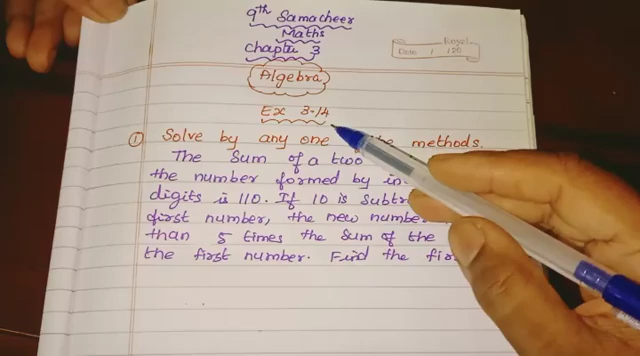 9th Samacheer
Maths
Chapter 3
Page
Date / /20
Algebra
Ex 3.14
① Solve by any one methods.
The Sum of a two
the number formed by in
digits is 110. If 10 is subtr
first number, the new number
than 5 times the sum of the
the first number. Find the fir